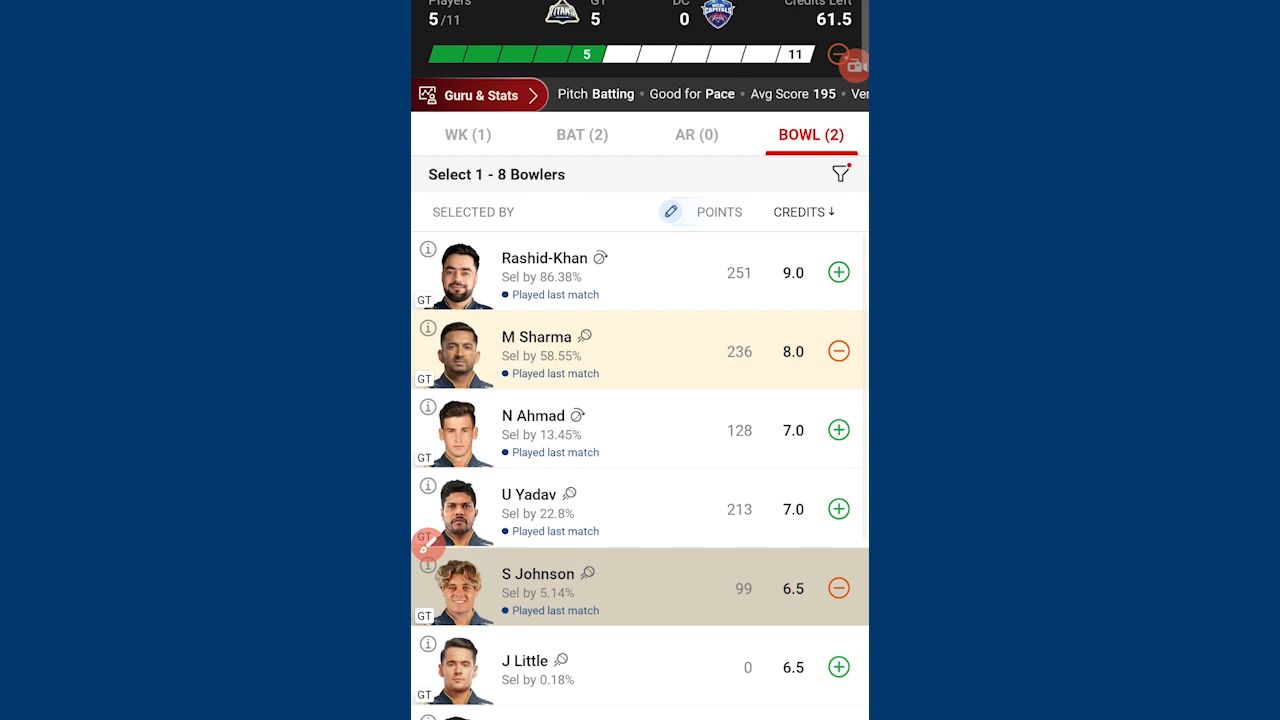 Players GT DC Credits Left
5/11 TITANS 5 0 CAPITALS 61.5
5 11
Guru & Stats Pitch Batting • Good for Pace • Avg Score 195 • Ver
WK (1) BAT (2) AR (0) BOWL (2)
Select 1 - 8 Bowlers
SELECTED BY POINTS CREDITS ↓
Rashid-Khan
Sel by 86.38% 251 9.0
Played last match
GT
M Sharma
Sel by 58.55% 236 8.0
Played last match
GT
N Ahmad
Sel by 13.45% 128 7.0
Played last match
GT
U Yadav
Sel by 22.8% 213 7.0
Played last match
GT
S Johnson
Sel by 5.14% 99 6.5
Played last match
GT
J Little
Sel by 0.18% 0 6.5
GT